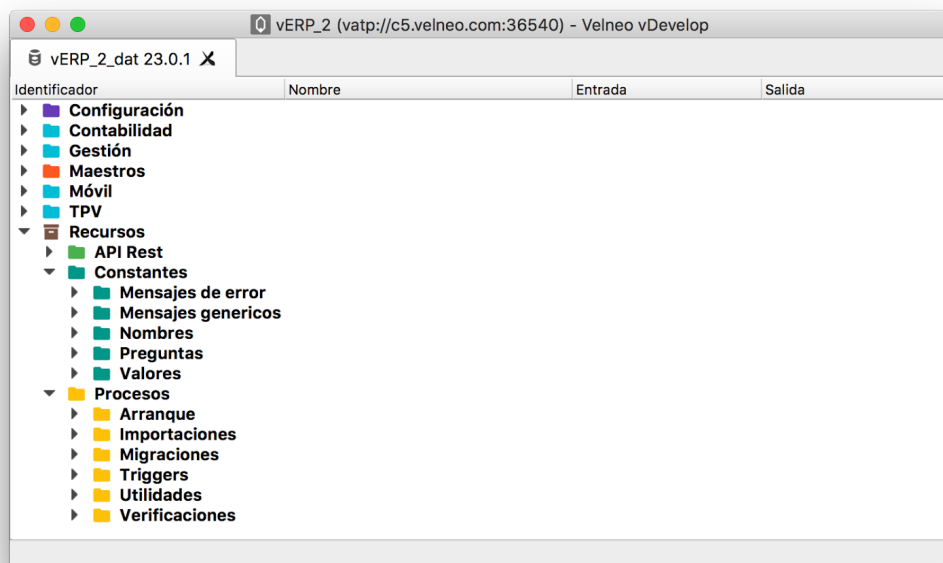 vERP_2 (vatp://c5.velneo.com:36540) - Velneo vDevelop
vERP_2_dat 23.0.1
Identificador Nombre Entrada Salida
Configuración
Contabilidad
Gestión
Maestros
Móvil
TPV
Recursos
API Rest
Constantes
Mensajes de error
Mensajes genericos
Nombres
Preguntas
Valores
Procesos
Arranque
Importaciones
Migraciones
Triggers
Utilidades
Verificaciones